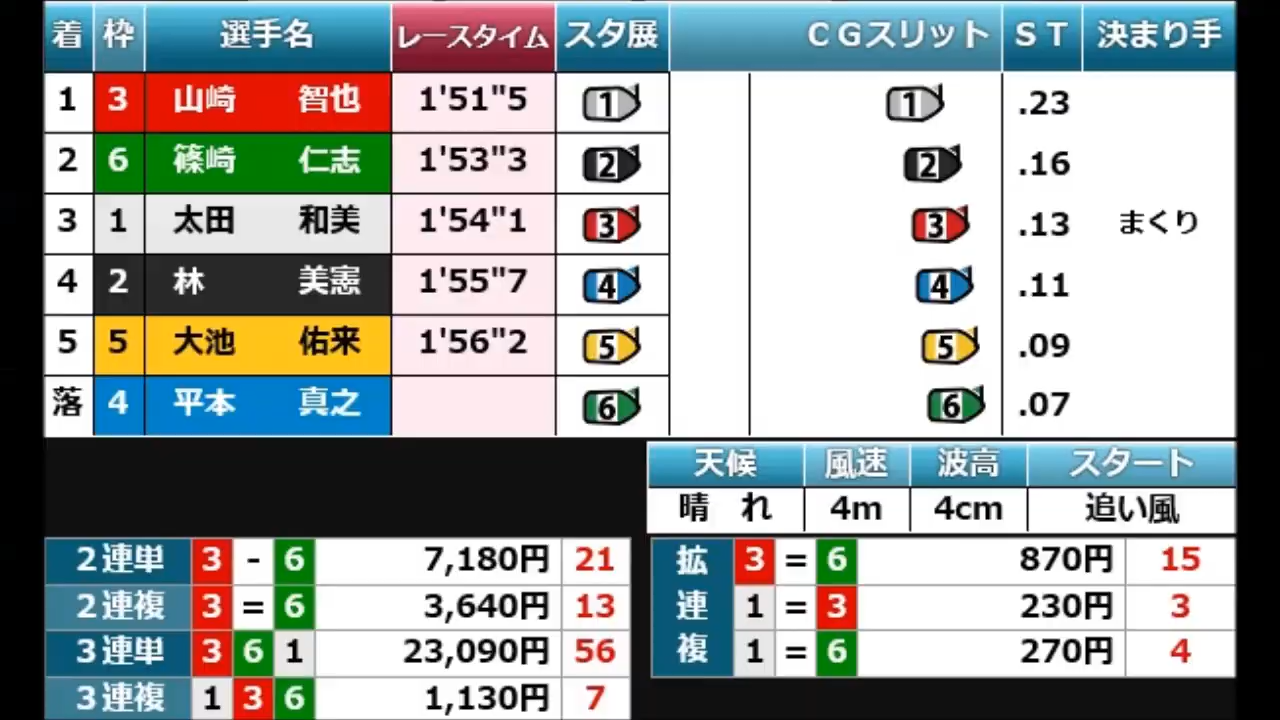 着 枠 選手名 レースタイム スタ展 CGスリット ST 決まり手
1 3 山崎 智也 1'51"5 1 1 .23
2 6 篠崎 仁志 1'53"3 2 2 .16
3 1 太田 和美 1'54"1 3 3 .13 まくり
4 2 林 美憲 1'55"7 4 4 .11
5 5 大池 佑来 1'56"2 5 5 .09
落 4 平本 真之 6 6 .07
天候 風速 波高 スタート
晴れ 4m 4cm 追い風
2連単 3 - 6 7,180円 21
2連複 3 = 6 3,640円 13
3連単 3 6 1 23,090円 56
3連複 1 3 6 1,130円 7
拡 3 = 6 870円 15
連 1 = 3 230円 3
複 1 = 6 270円 4